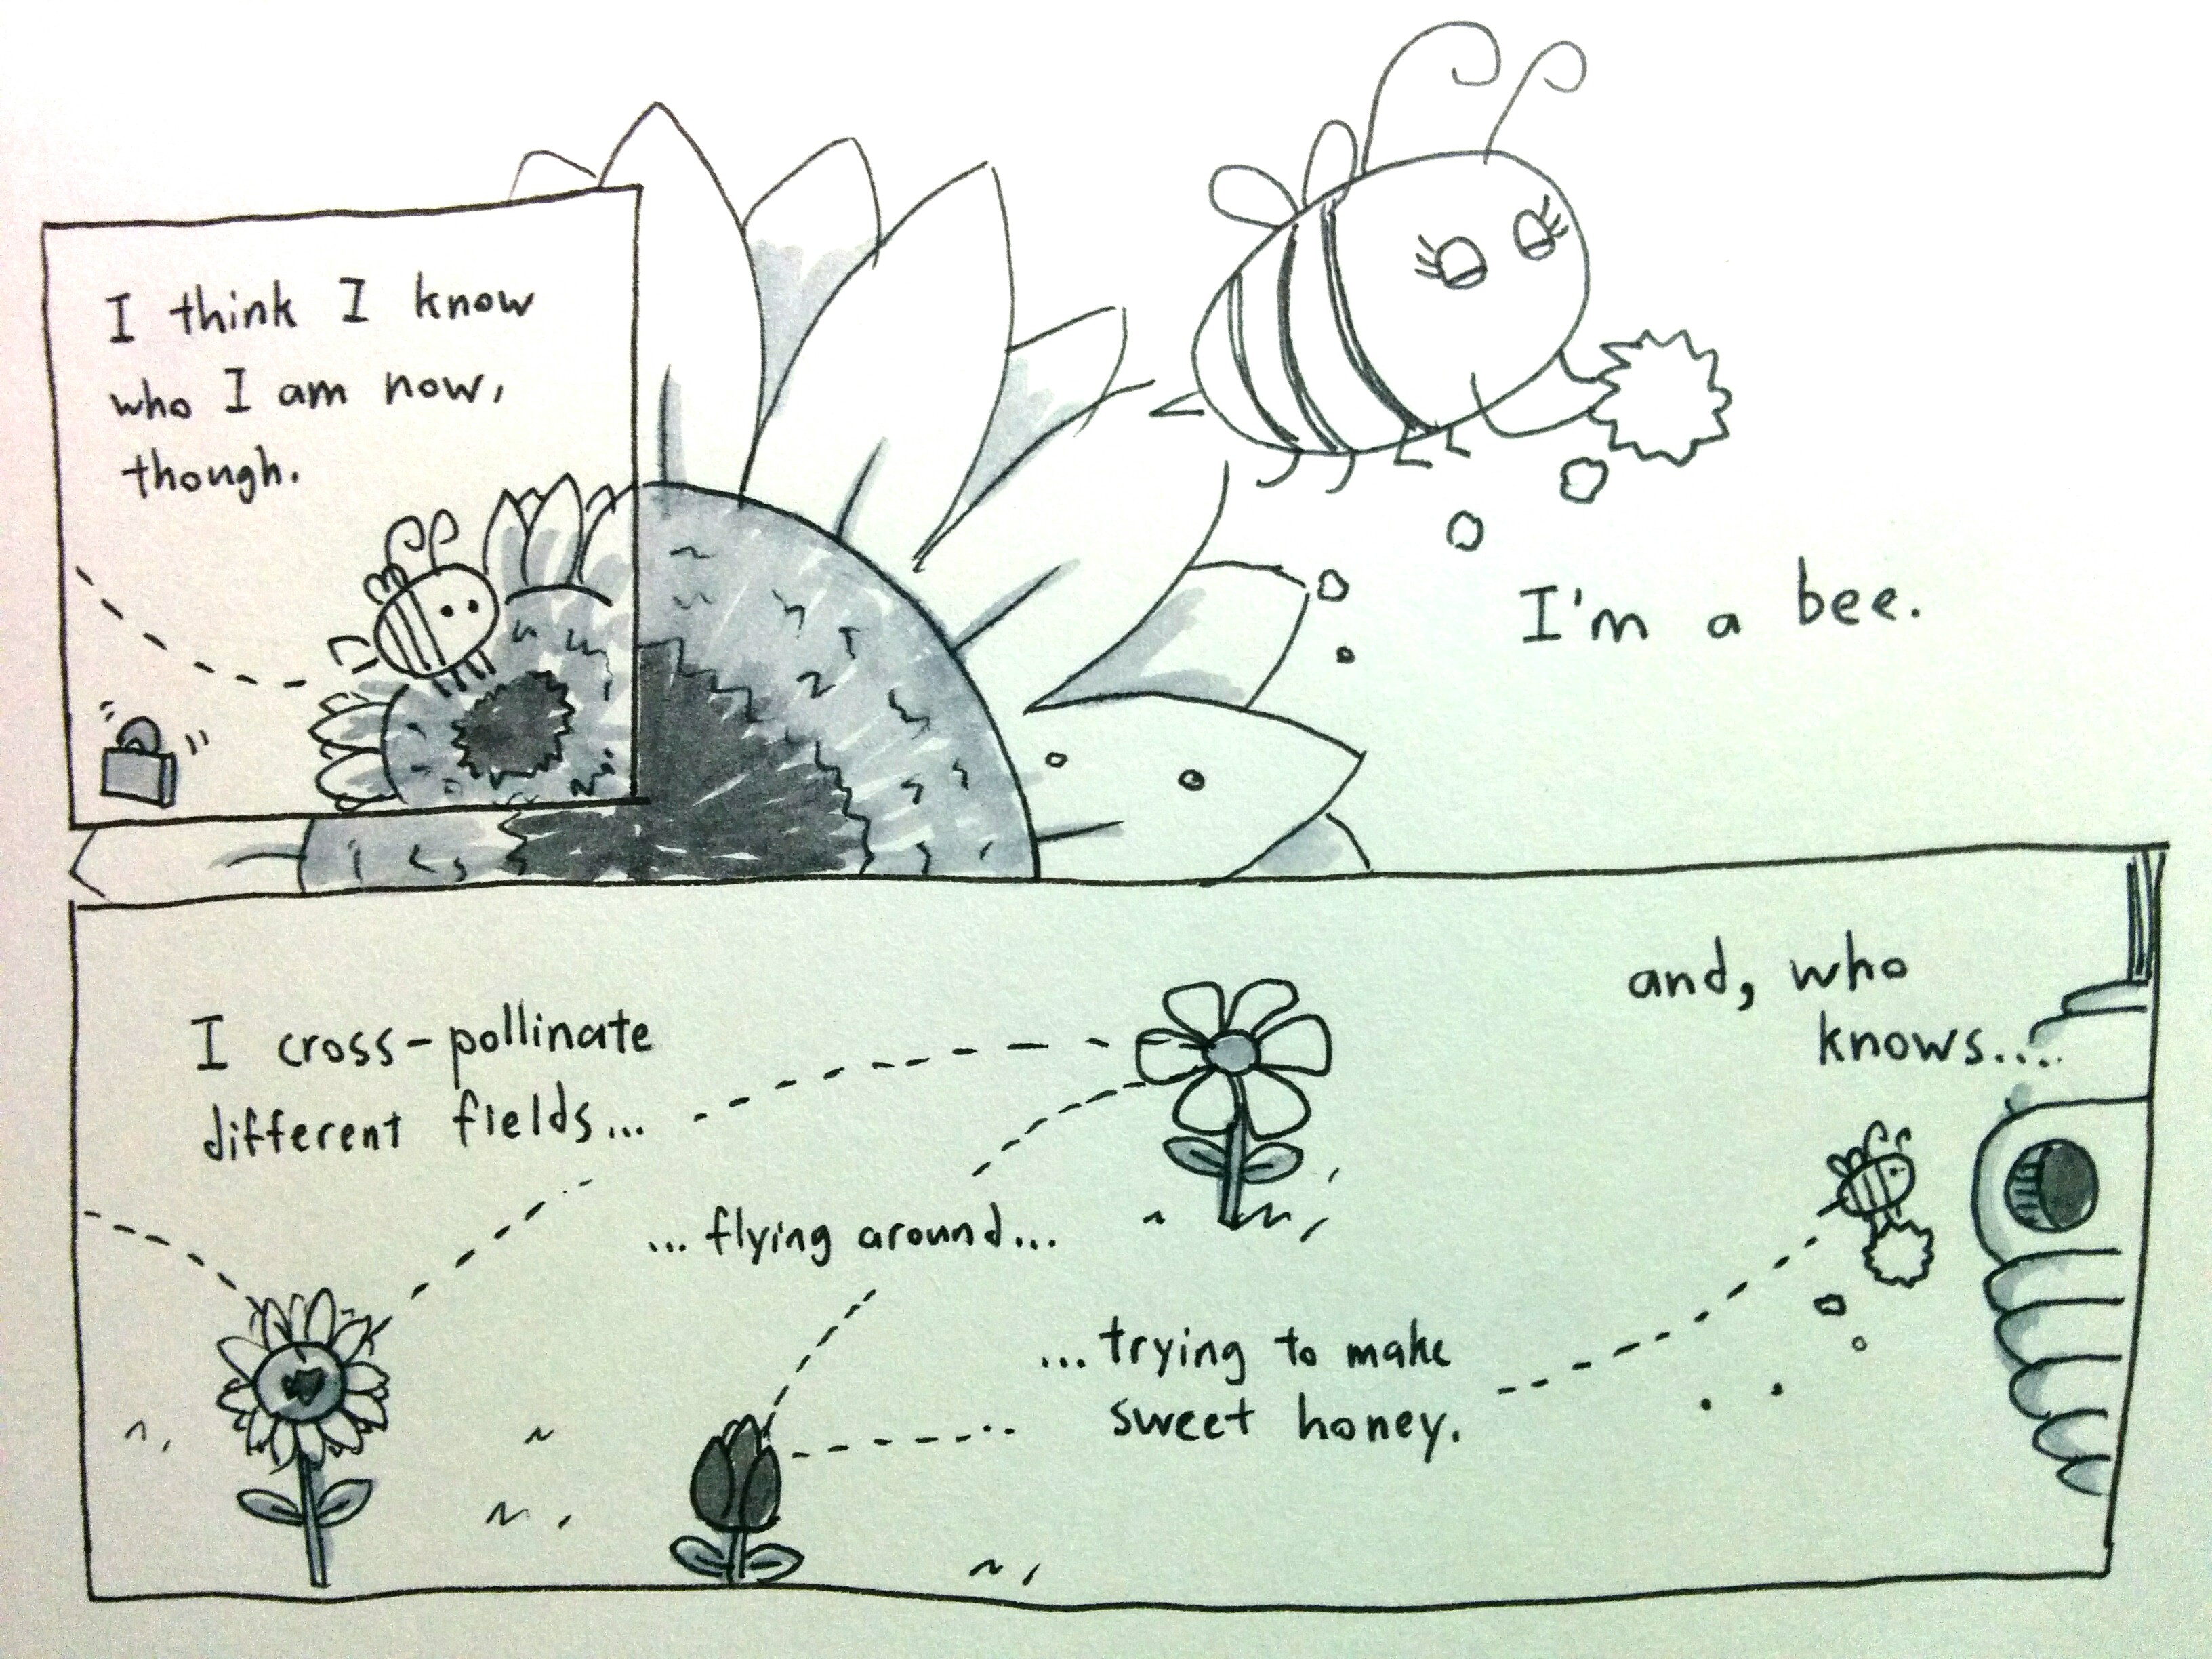 I think I know
who I am now,
though.
I'm a bee.
I cross-pollinate
different fields...
...flying around...
...trying to make
sweet honey.
and, who
knows....